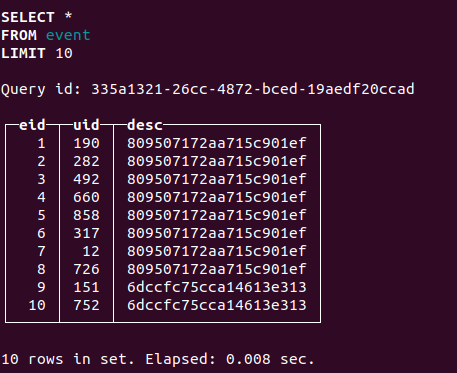 SELECT *
FROM event
LIMIT 10
Query id: 335a1321-26cc-4872-bced-19aedf20ccad
eid uid desc
1 190 809507172aa715c901ef
2 282 809507172aa715c901ef
3 492 809507172aa715c901ef
4 660 809507172aa715c901ef
5 858 809507172aa715c901ef
6 317 809507172aa715c901ef
7 12 809507172aa715c901ef
8 726 809507172aa715c901ef
9 151 6dccfc75cca14613e313
10 752 6dccfc75cca14613e313
10 rows in set. Elapsed: 0.008 sec.